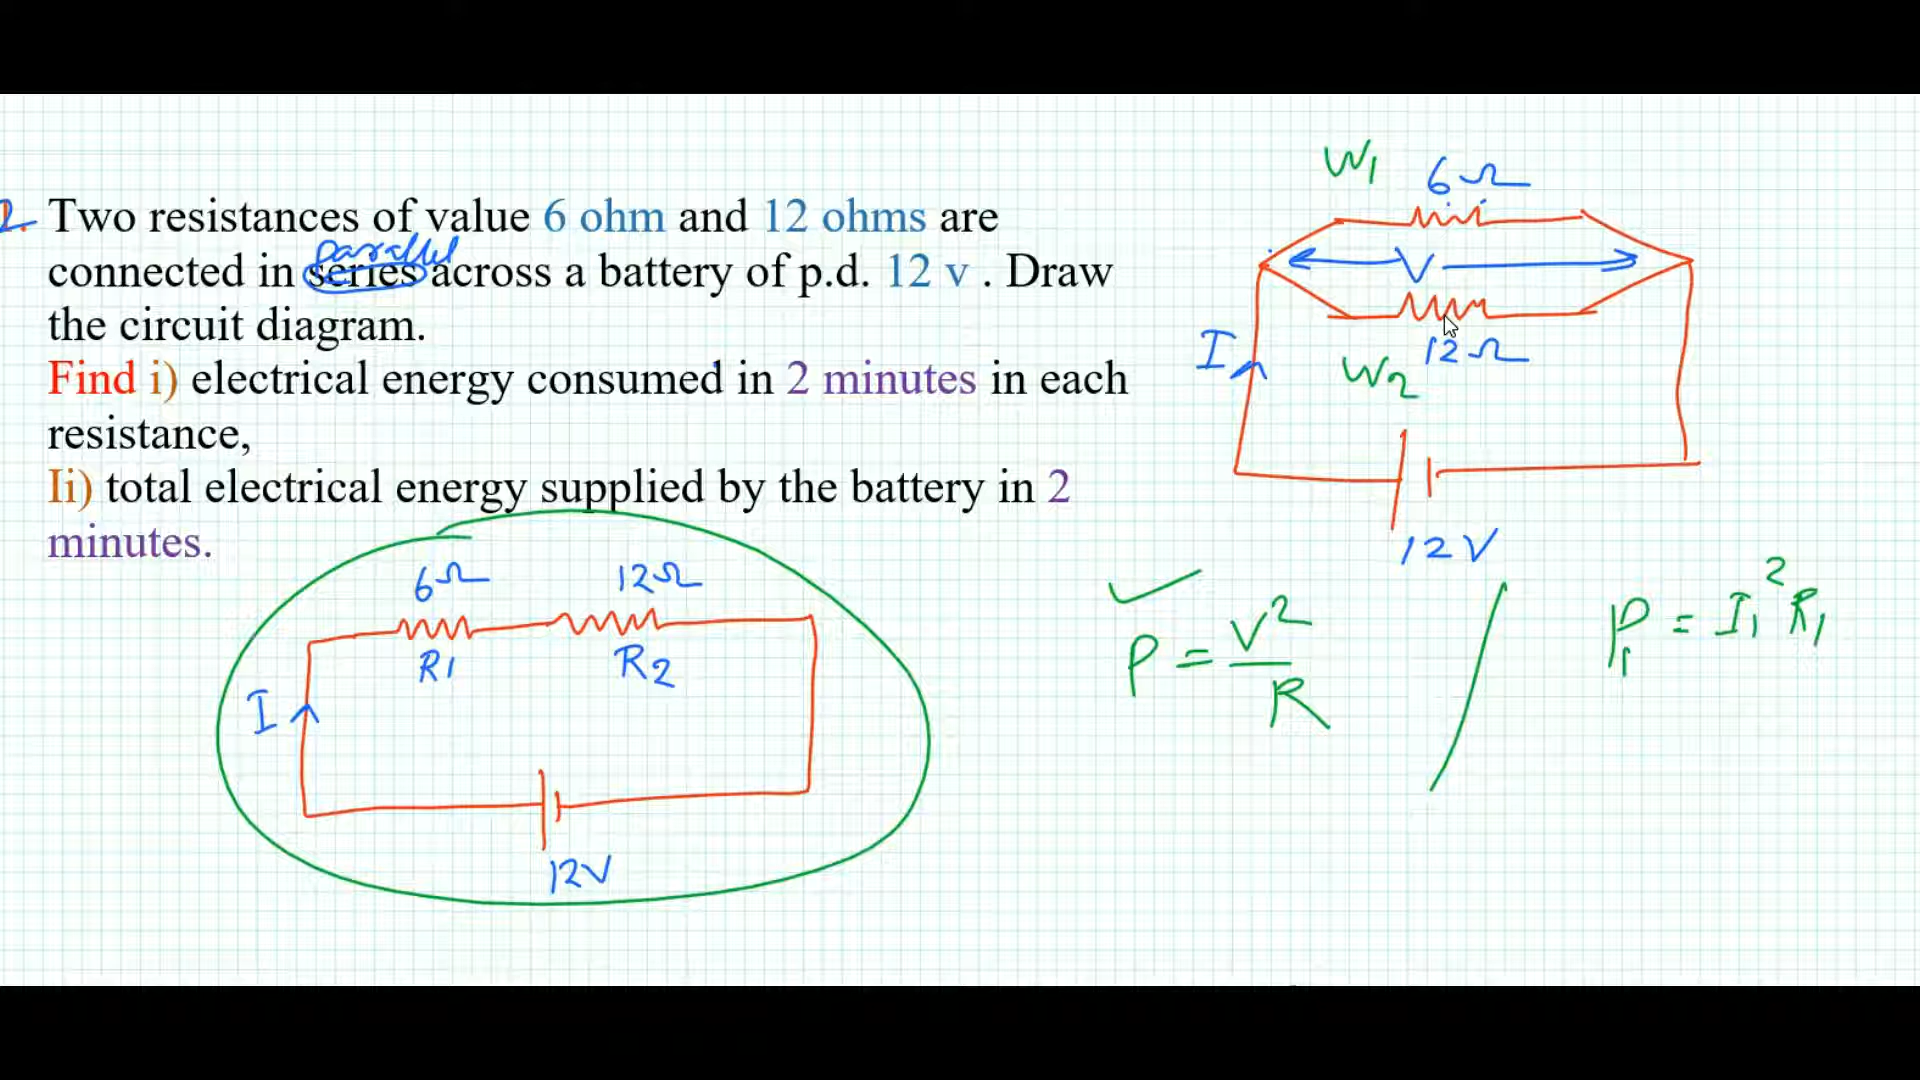 2. Two resistances of value 6 ohm and 12 ohms are
parallel
connected in series across a battery of p.d. 12 v . Draw
the circuit diagram.
Find i) electrical energy consumed in 2 minutes in each
resistance,
Ii) total electrical energy supplied by the battery in 2
minutes.
W1 6Ω
V
I
12Ω
W2
12V
6Ω 12Ω
R1 R2
I
12V
P = V²/R
P1 = I1² R1